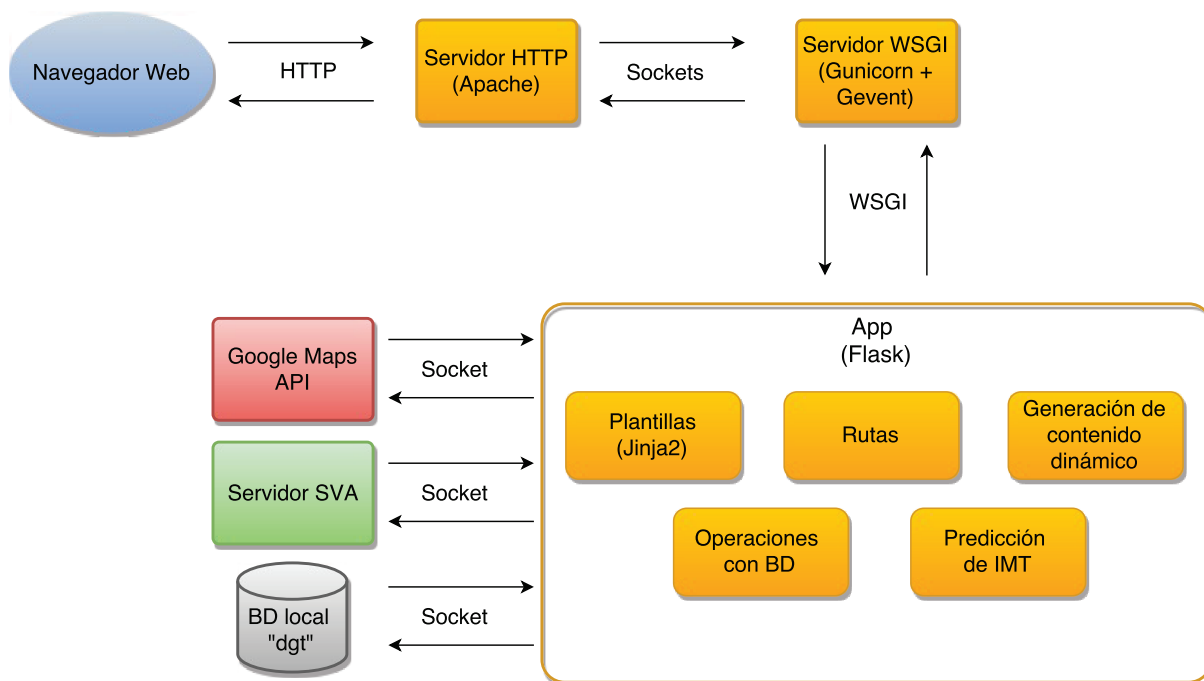 Navegador Web
HTTP
Servidor HTTP
(Apache)
Sockets
Servidor WSGI
(Gunicorn +
Gevent)
WSGI
App
(Flask)
Google Maps
API
Socket
Plantillas
(Jinja2)
Rutas
Generación de
contenido
dinámico
Servidor SVA
Socket
Operaciones
con BD
Predicción
de IMT
BD local
"dgt"
Socket